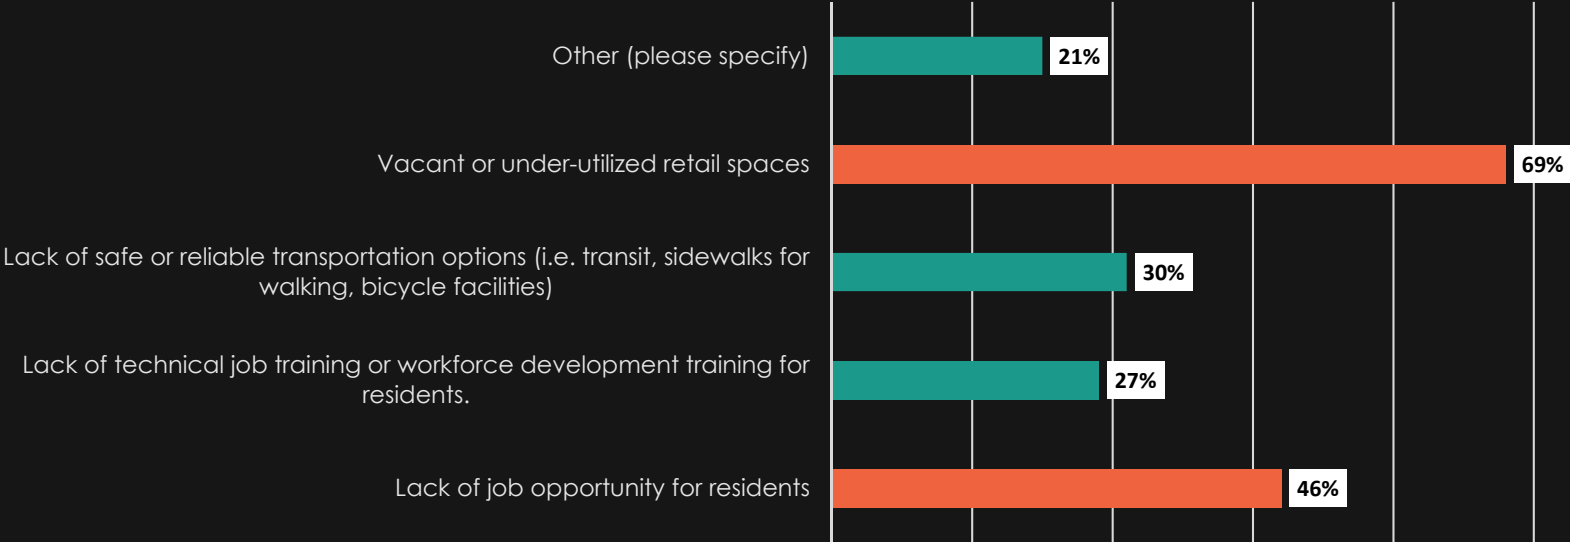 Other (please specify)
21%
Vacant or under-utilized retail spaces
69%
Lack of safe or reliable transportation options (i.e. transit, sidewalks for
walking, bicycle facilities)
30%
Lack of technical job training or workforce development training for
residents.
27%
Lack of job opportunity for residents
46%